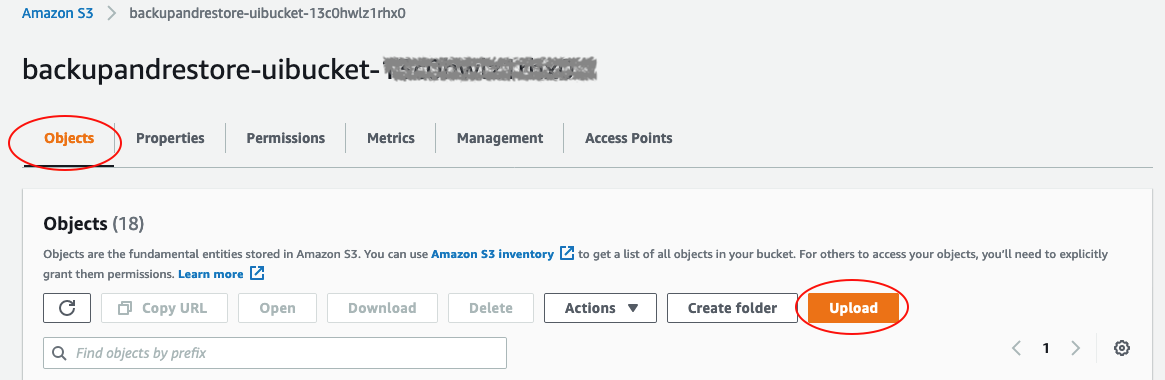 Amazon S3 > backupandrestore-uibucket-13c0hwlz1rhx0
backupandrestore-uibucket-
Objects Properties Permissions Metrics Management Access Points
Objects (18)
Objects are the fundamental entities stored in Amazon S3. You can use Amazon S3 inventory to get a list of all objects in your bucket. For others to access your objects, you'll need to explicitly
grant them permissions. Learn more
Copy URL Open Download Delete Actions Create folder Upload
Find objects by prefix 1